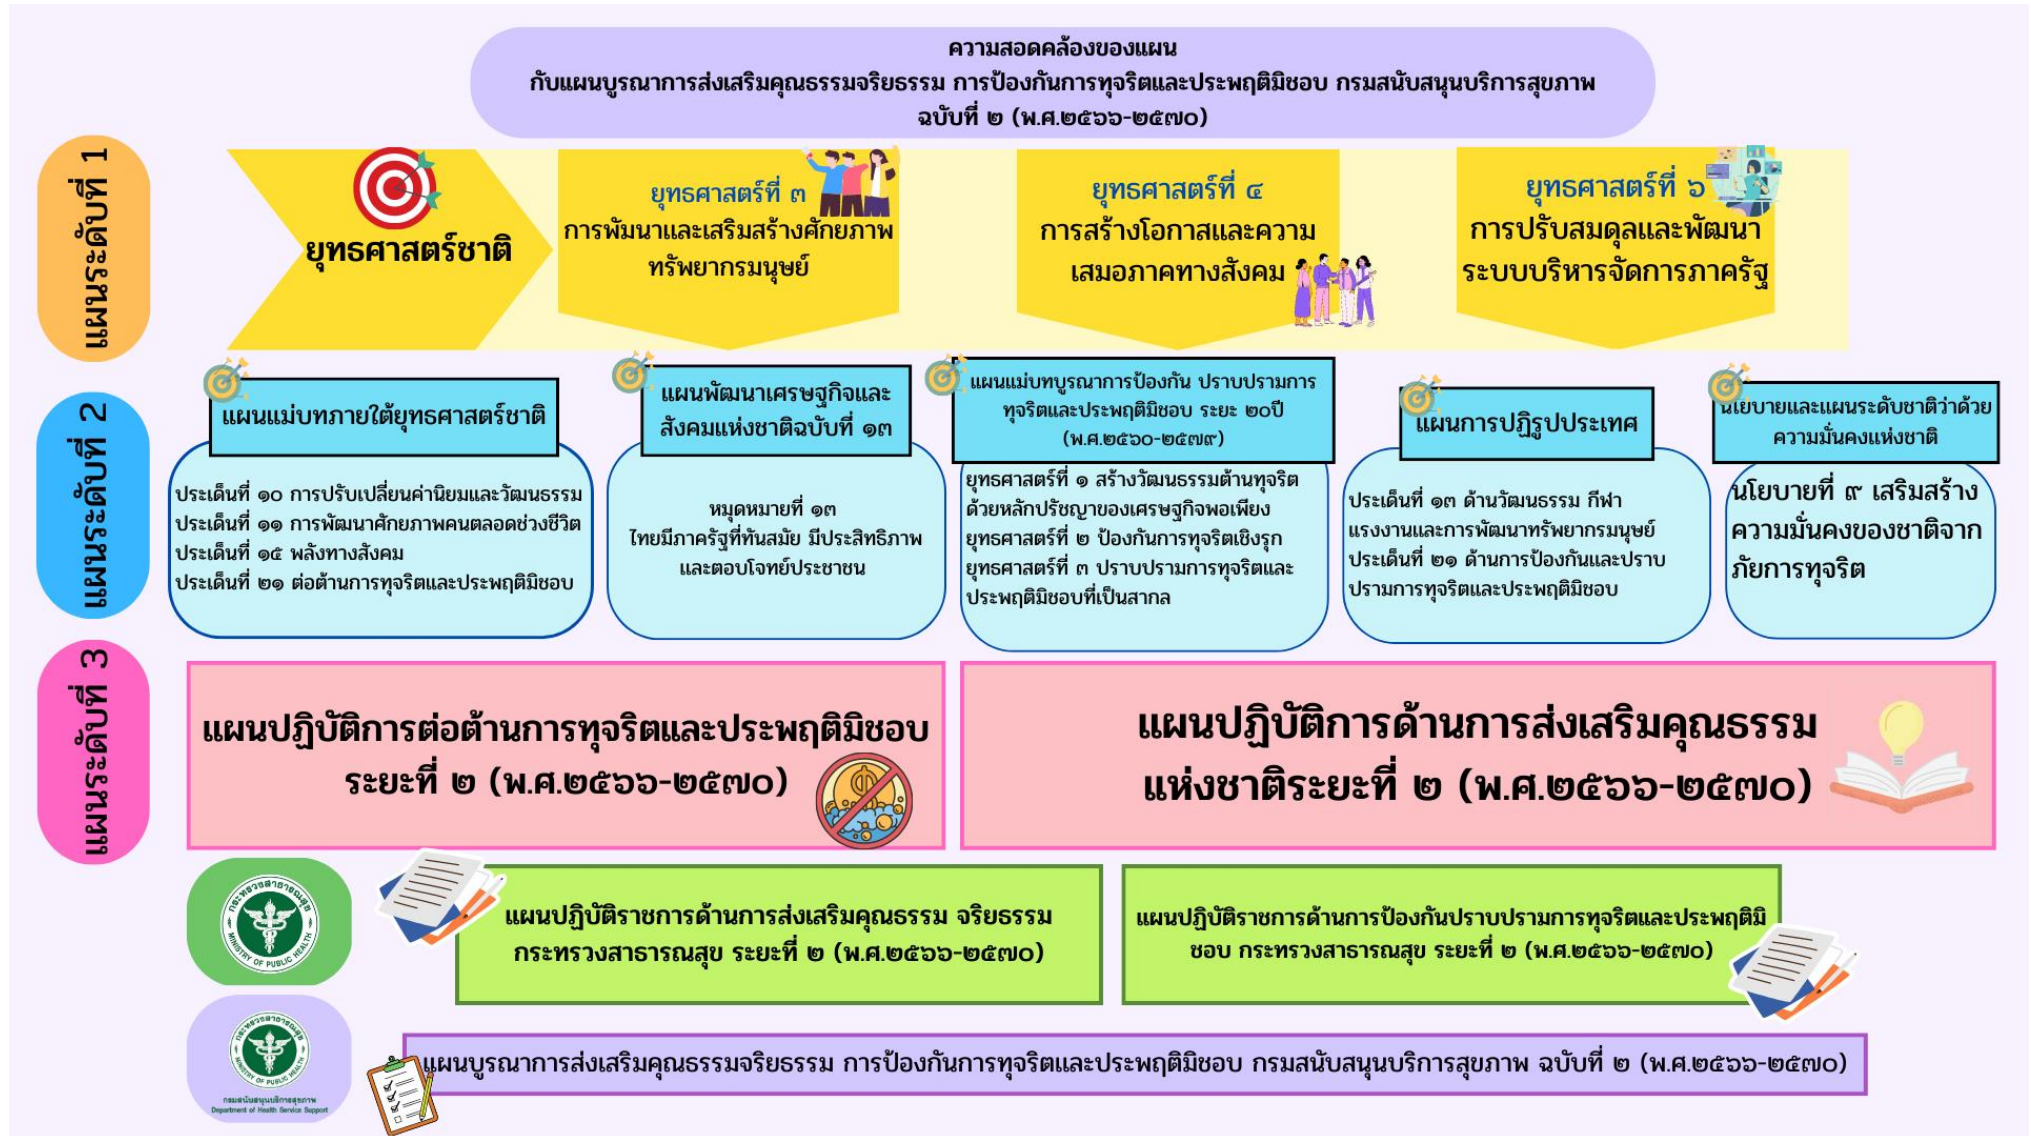 ความสอดคล้องของแผน
กับแผนบูรณาการส่งเสริมคุณธรรมจริยธรรม การป้องกันการทุจริตและประพฤติมิชอบ กรมสนับสนุนบริการสุขภาพ
ฉบับที่ ๒ (พ.ศ.๒๕๖๖-๒๕๗๐)
แผนระดับที่ 1
ยุทธศาสตร์ชาติ
ยุทธศาสตร์ที่ ๓
การพัมนาและเสริมสร้างศักยภาพ
ทรัพยากรมนุษย์
ยุทธศาสตร์ที่ ๔
การสร้างโอกาสและความ
เสมอภาคทางสังคม
ยุทธศาสตร์ที่ ๖
การปรับสมดุลและพัฒนา
ระบบบริหารจัดการภาครัฐ
แผนระดับที่ 2
แผนแม่บทภายใต้ยุทธศาสตร์ชาติ
ประเด็นที่ ๑๐ การปรับเปลี่ยนค่านิยมและวัฒนธรรม
ประเด็นที่ ๑๑ การพัฒนาศักยภาพคนตลอดช่วงชีวิต
ประเด็นที่ ๑๕ พลังทางสังคม
ประเด็นที่ ๒๑ ต่อต้านการทุจริตและประพฤติมิชอบ
แผนพัฒนาเศรษฐกิจและ
สังคมแห่งชาติฉบับที่ ๑๓
หมุดหมายที่ ๑๓
ไทยมีภาครัฐที่ทันสมัย มีประสิทธิภาพ
และตอบโจทย์ประชาชน
แผนแม่บทบูรณาการป้องกัน ปราบปรามการ
ทุจริตและประพฤติมิชอบ ระยะ ๒๐ปี
(พ.ศ.๒๕๖๐-๒๕๗๙)
ยุทธศาสตร์ที่ ๑ สร้างวัฒนธรรมต้านทุจริต
ด้วยหลักปรัชญาของเศรษฐกิจพอเพียง
ยุทธศาสตร์ที่ ๒ ป้องกันการทุจริตเชิงรุก
ยุทธศาสตร์ที่ ๓ ปราบปรามการทุจริตและ
ประพฤติมิชอบที่เป็นสากล
แผนการปฏิรูปประเทศ
ประเด็นที่ ๑๓ ด้านวัฒนธรรม กีฬา
แรงงานและการพัฒนาทรัพยากรมนุษย์
ประเด็นที่ ๒๑ ด้านการป้องกันและปราบ
ปรามการทุจริตและประพฤติมิชอบ
นโยบายและแผนระดับชาติว่าด้วย
ความมั่นคงแห่งชาติ
นโยบายที่ ๙ เสริมสร้าง
ความมั่นคงของชาติจาก
ภัยการทุจริต
แผนระดับที่ 3
แผนปฏิบัติการต่อต้านการทุจริตและประพฤติมิชอบ
ระยะที่ ๒ (พ.ศ.๒๕๖๖-๒๕๗๐)
แผนปฏิบัติการด้านการส่งเสริมคุณธรรม
แห่งชาติระยะที่ ๒ (พ.ศ.๒๕๖๖-๒๕๗๐)
กระทรวงสาธารณสุข
MINISTRY OF PUBLIC HEALTH
แผนปฏิบัติราชการด้านการส่งเสริมคุณธรรม จริยธรรม
กระทรวงสาธารณสุข ระยะที่ ๒ (พ.ศ.๒๕๖๖-๒๕๗๐)
แผนปฏิบัติราชการด้านการป้องกันปราบปรามการทุจริตและประพฤติมิ
ชอบ กระทรวงสาธารณสุข ระยะที่ ๒ (พ.ศ.๒๕๖๖-๒๕๗๐)
กระทรวงสาธารณสุข
MINISTRY OF PUBLIC HEALTH
กรมสนับสนุนบริการสุขภาพ
Department of Health Service Support
แผนบูรณาการส่งเสริมคุณธรรมจริยธรรม การป้องกันการทุจริตและประพฤติมิชอบ กรมสนับสนุนบริการสุขภาพ ฉบับที่ ๒ (พ.ศ.๒๕๖๖-๒๕๗๐)